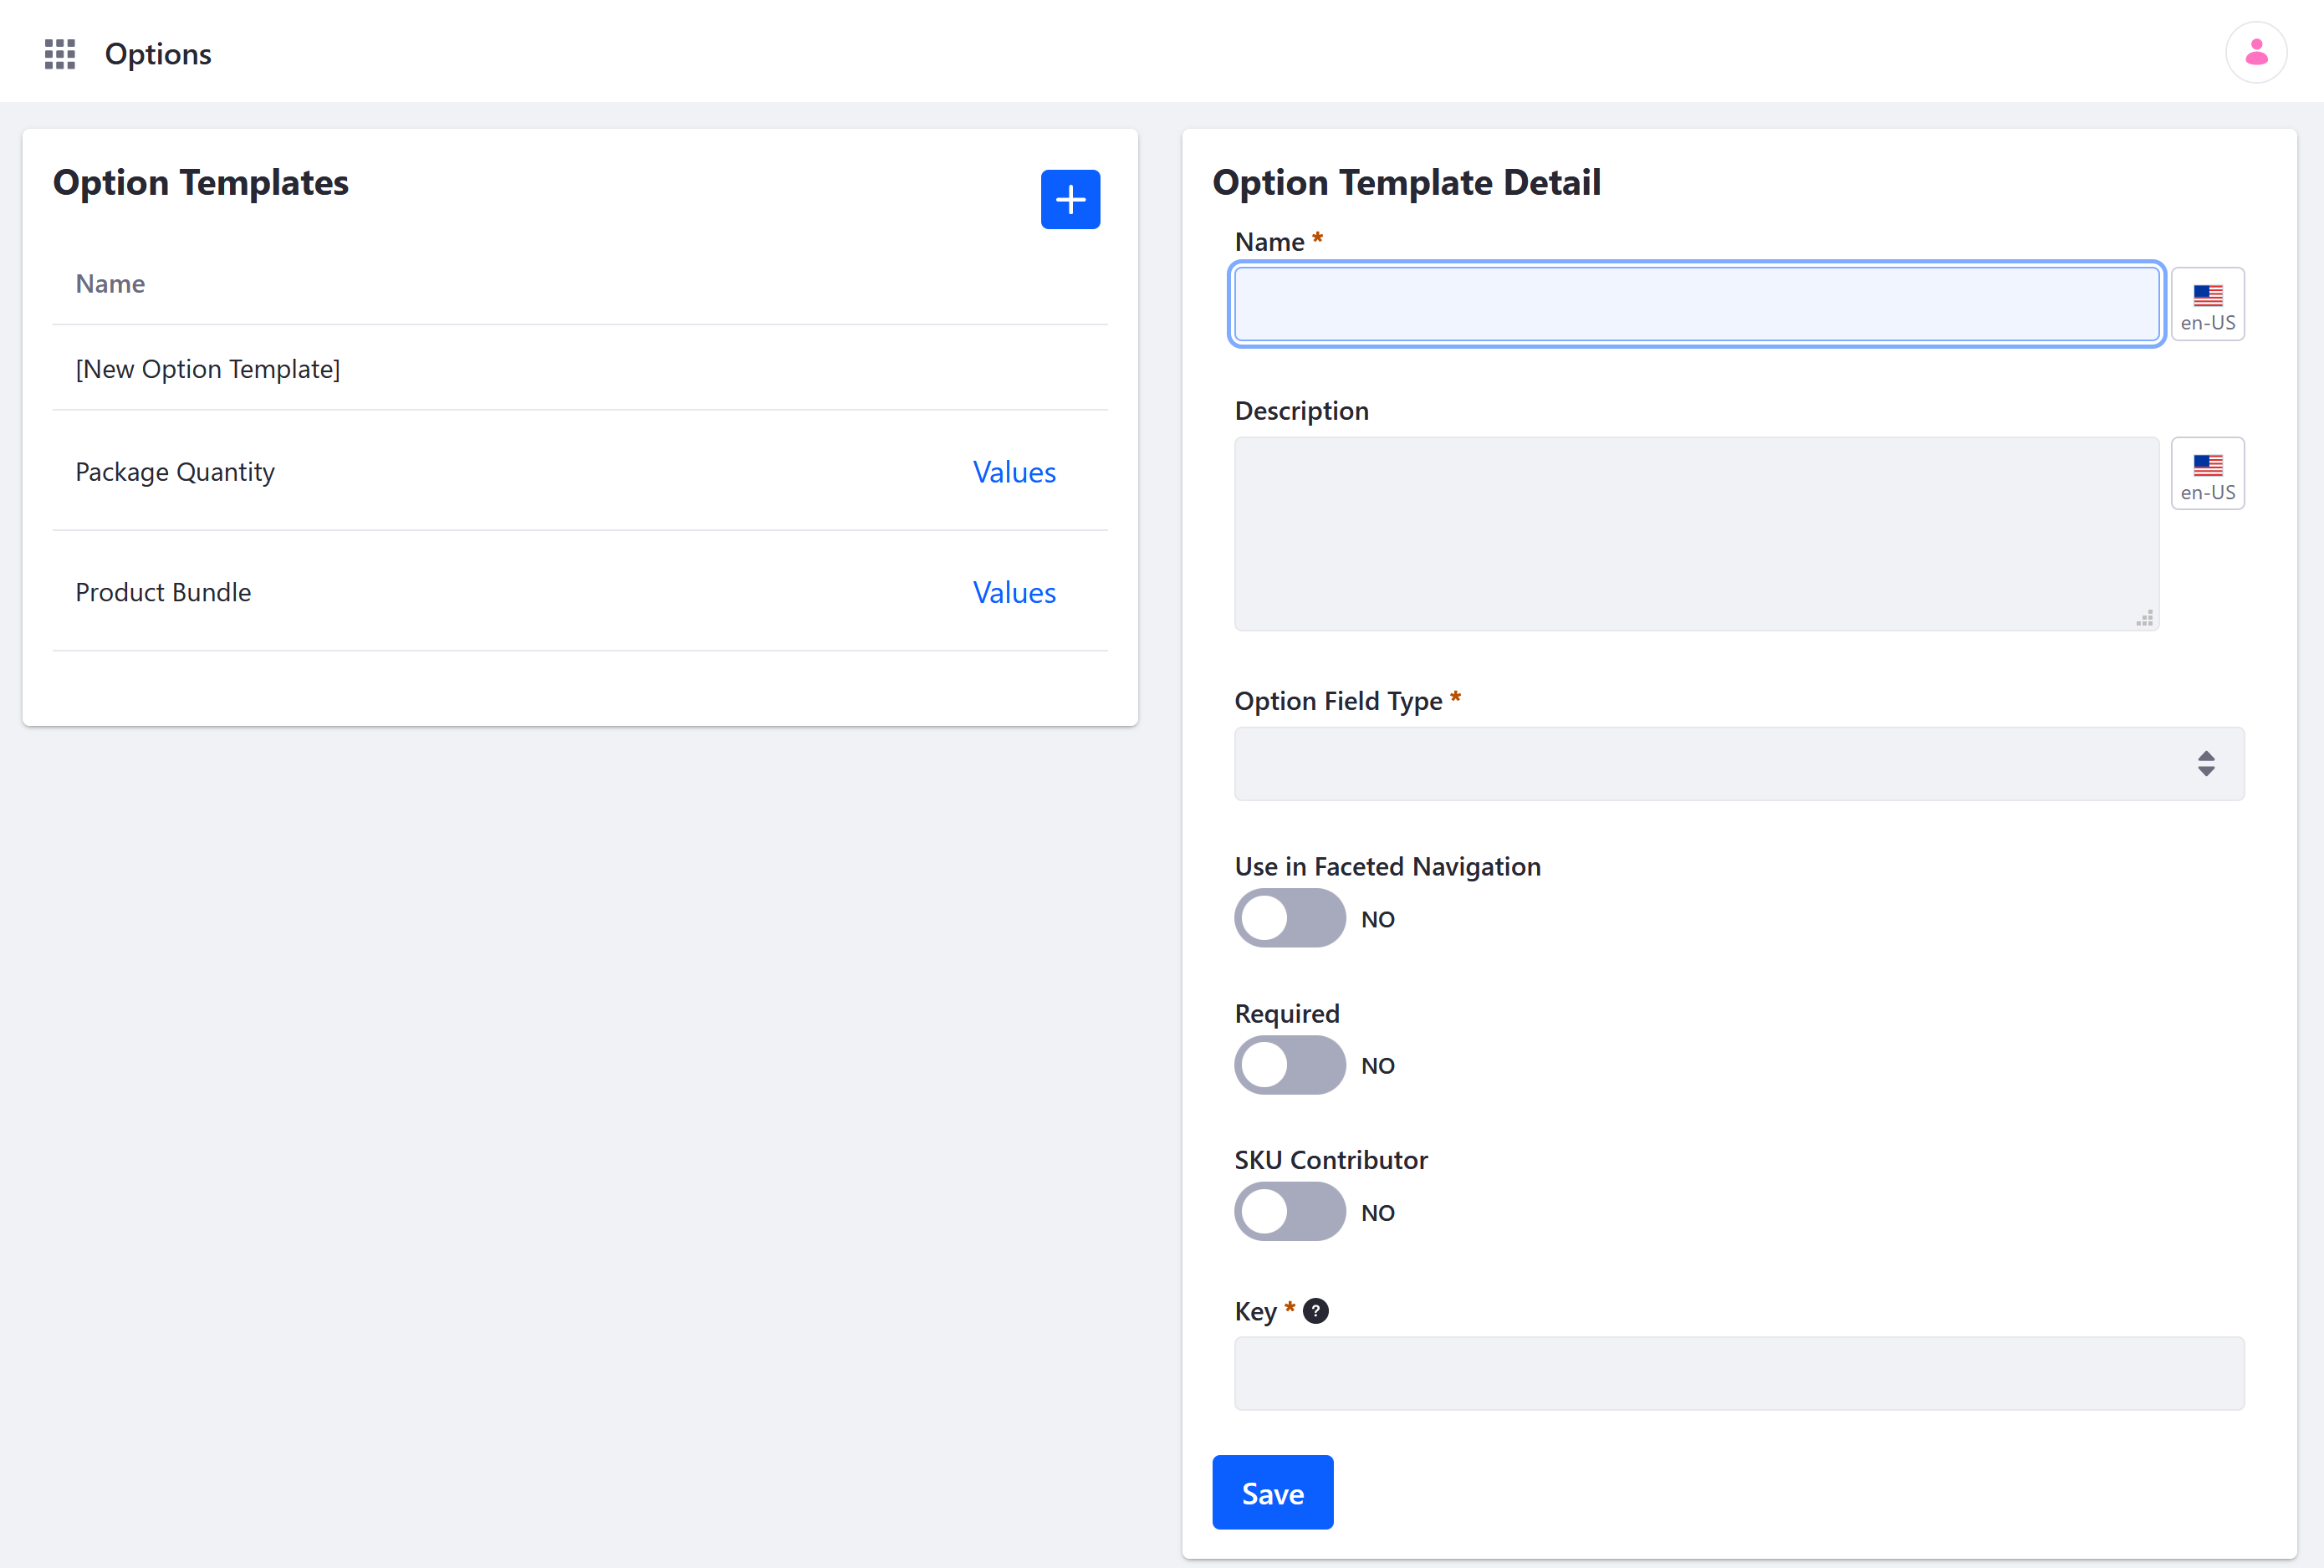 Options
Option Templates
Name
[New Option Template]
Package Quantity Values
Product Bundle Values
Option Template Detail
Name *
en-US
Description
en-US
Option Field Type *
Use in Faceted Navigation
NO
Required
NO
SKU Contributor
NO
Key * ?
Save